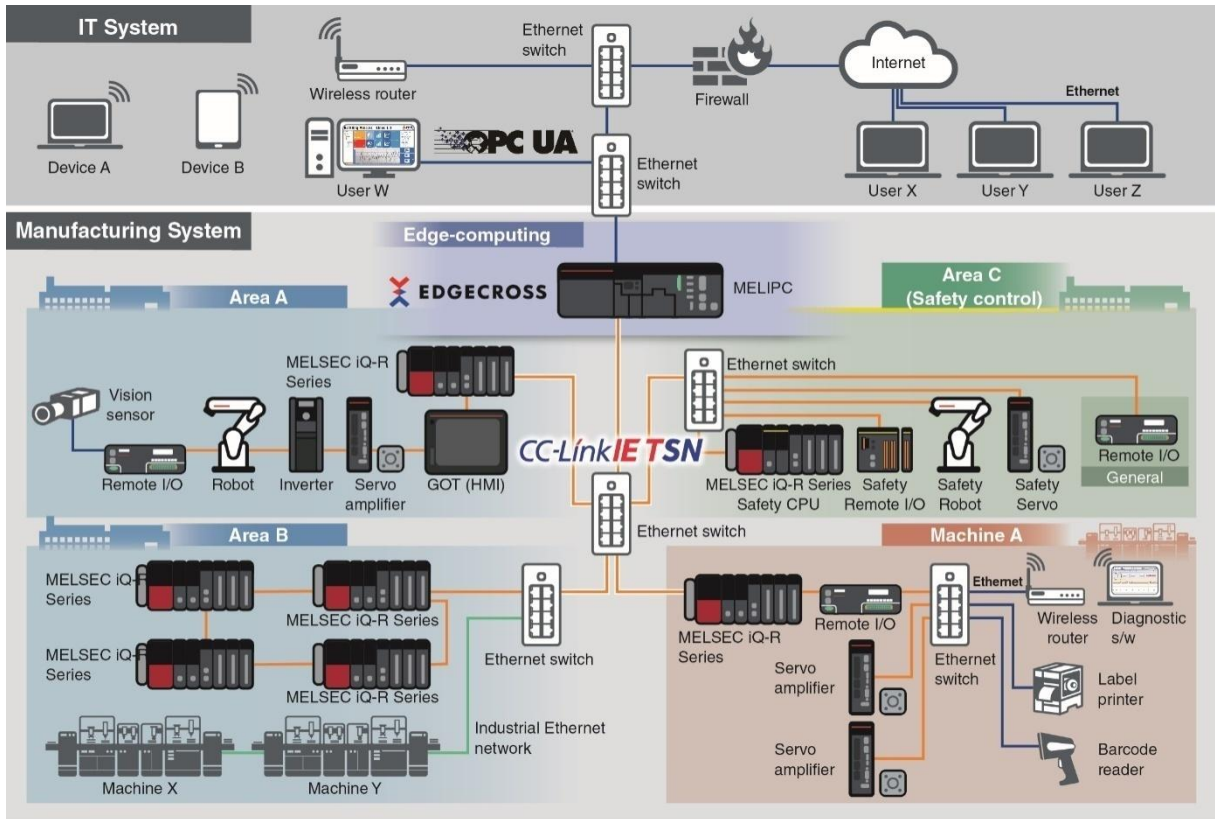 IT System
Ethernet
switch
Wireless router
Firewall
Internet
Ethernet
Device A
Device B
User W
OPC UA
Ethernet
switch
User X
User Y
User Z
Manufacturing System
Edge-computing
EDGECROSS
MELIPC
Area A
Area C
(Safety control)
MELSEC iQ-R
Series
Ethernet switch
Vision
sensor
CC-Link IE TSN
Remote I/O
Robot
Inverter
Servo
amplifier
GOT (HMI)
MELSEC iQ-R Series
Safety CPU
Safety
Remote I/O
Safety
Robot
Safety
Servo
Remote I/O
General
Ethernet switch
Area B
Machine A
MELSEC iQ-R
Series
MELSEC iQ-R Series
MELSEC iQ-R
Series
MELSEC iQ-R Series
Ethernet switch
Industrial Ethernet
network
Machine X
Machine Y
MELSEC iQ-R
Series
Remote I/O
Ethernet
Wireless
router
Diagnostic
s/w
Ethernet
switch
Servo
amplifier
Label
printer
Servo
amplifier
Barcode
reader